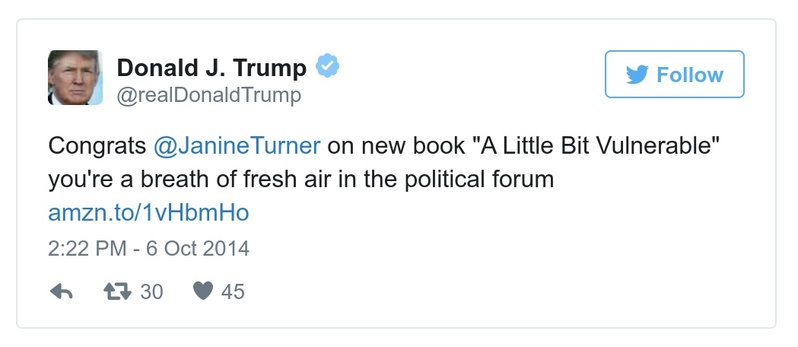 Donald J. Trump
@realDonaldTrump
Follow
Congrats @JanineTurner on new book "A Little Bit Vulnerable"
you're a breath of fresh air in the political forum
amzn.to/1vHbmHo
2:22 PM - 6 Oct 2014
30 45